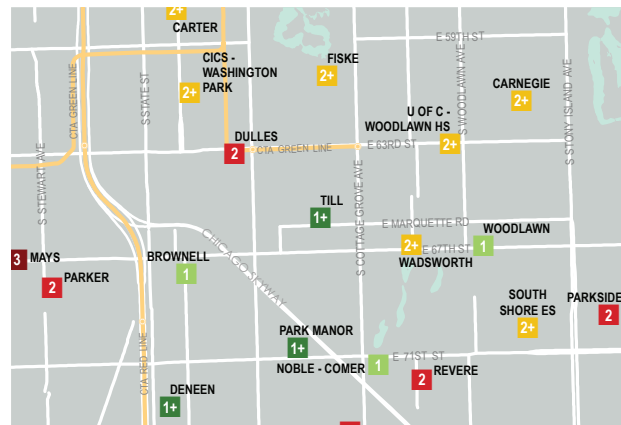 2+
CARTER
E 59TH ST
CICS -
WASHINGTON
PARK
2+
FISKE
2+
CARNEGIE
2+
CTA GREEN LINE
S STATE ST
S WOODLAWN AVE
S STONY ISLAND AVE
U OF C -
WOODLAWN HS
2+
DULLES
2
CTA GREEN LINE
E 63RD ST
S STEWART AVE
S COTTAGE GROVE AVE
TILL
1+
E MARQUETTE RD
WOODLAWN
1
2+
E 67TH ST
WADSWORTH
CHICAGO SKYWAY
3
MAYS
BROWNELL
1
2
PARKER
SOUTH
SHORE ES
2+
PARKSIDE
2
PARK MANOR
1+
CTA RED LINE
NOBLE - COMER
1
E 71ST ST
2
REVERE
DENEEN
1+